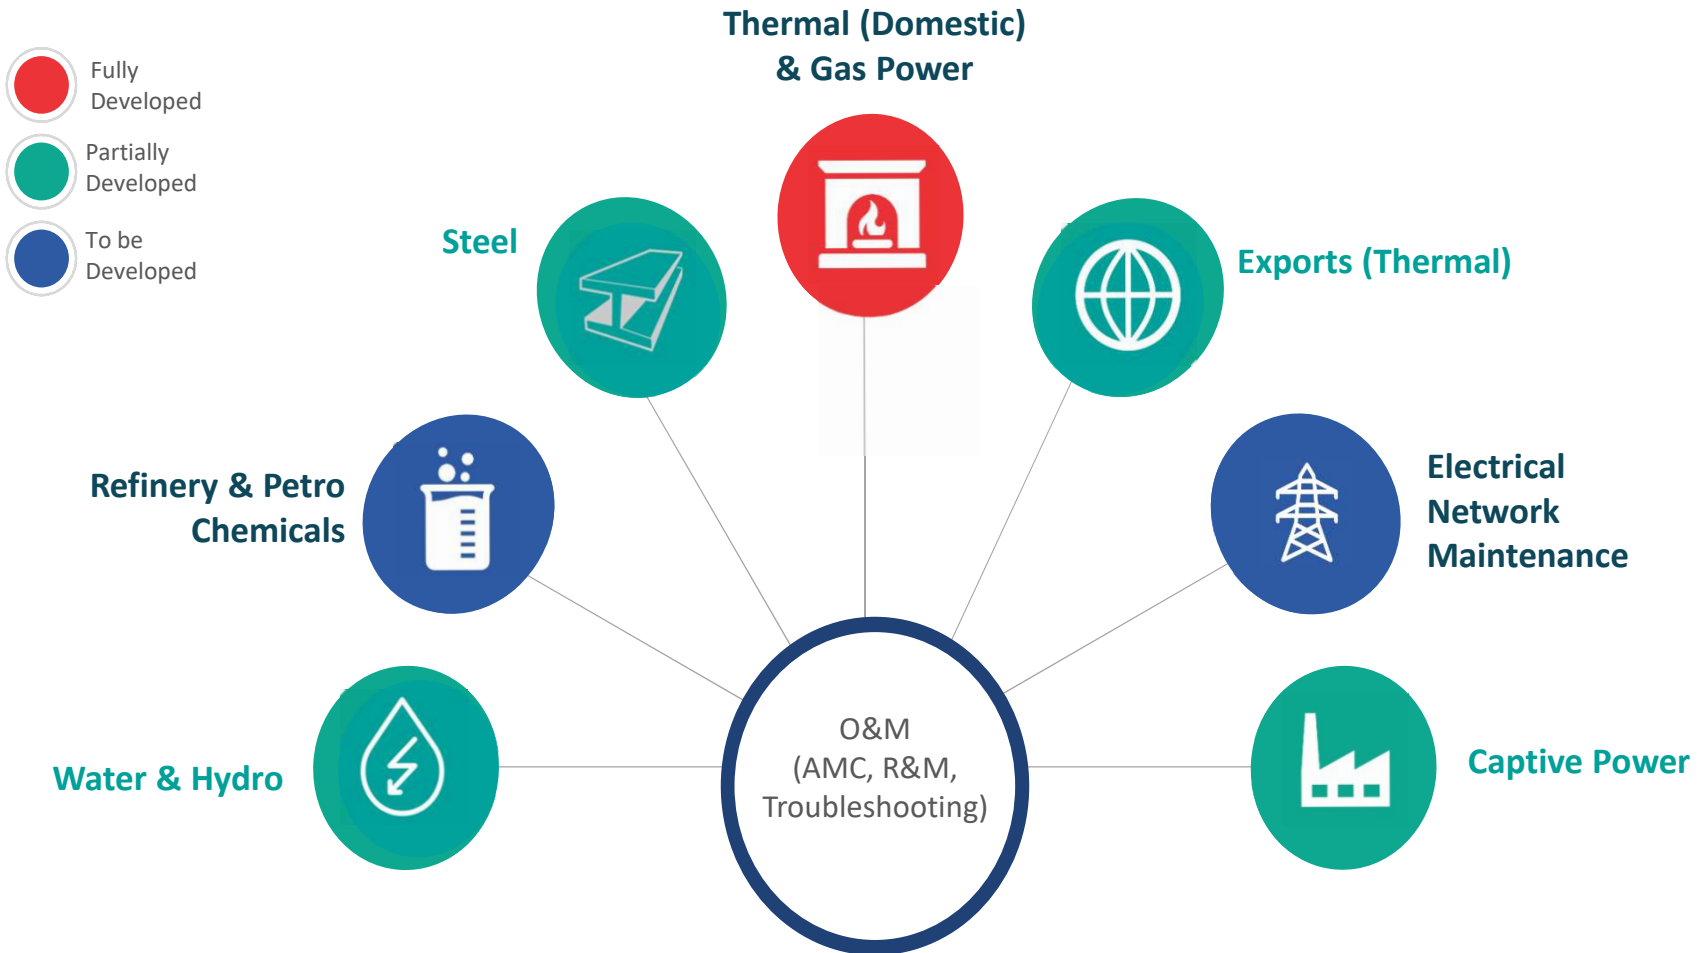 Thermal (Domestic)
& Gas Power
Fully
Developed
Partially
Developed
To be
Developed
Steel
Exports (Thermal)
Refinery & Petro
Chemicals
Electrical
Network
Maintenance
Water & Hydro
O&M
(AMC, R&M,
Troubleshooting)
Captive Power